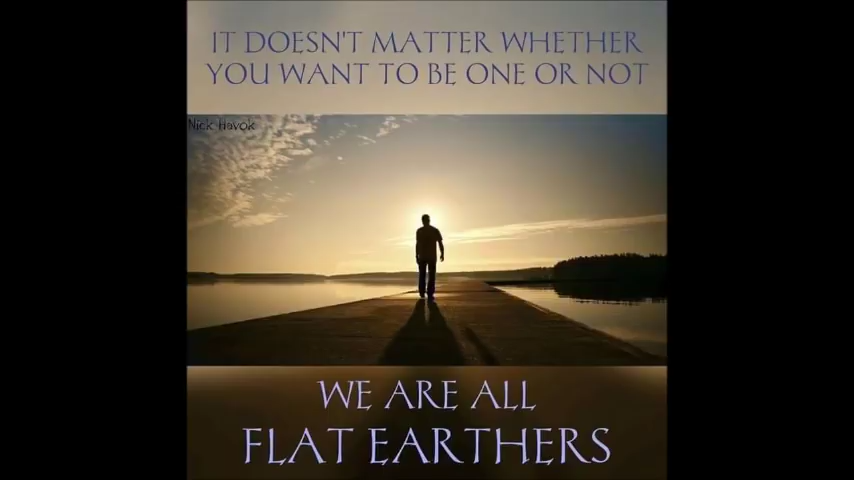 IT DOESN'T MATTER WHETHER
YOU WANT TO BE ONE OR NOT
Nick Havok
WE ARE ALL
FLAT EARTHERS